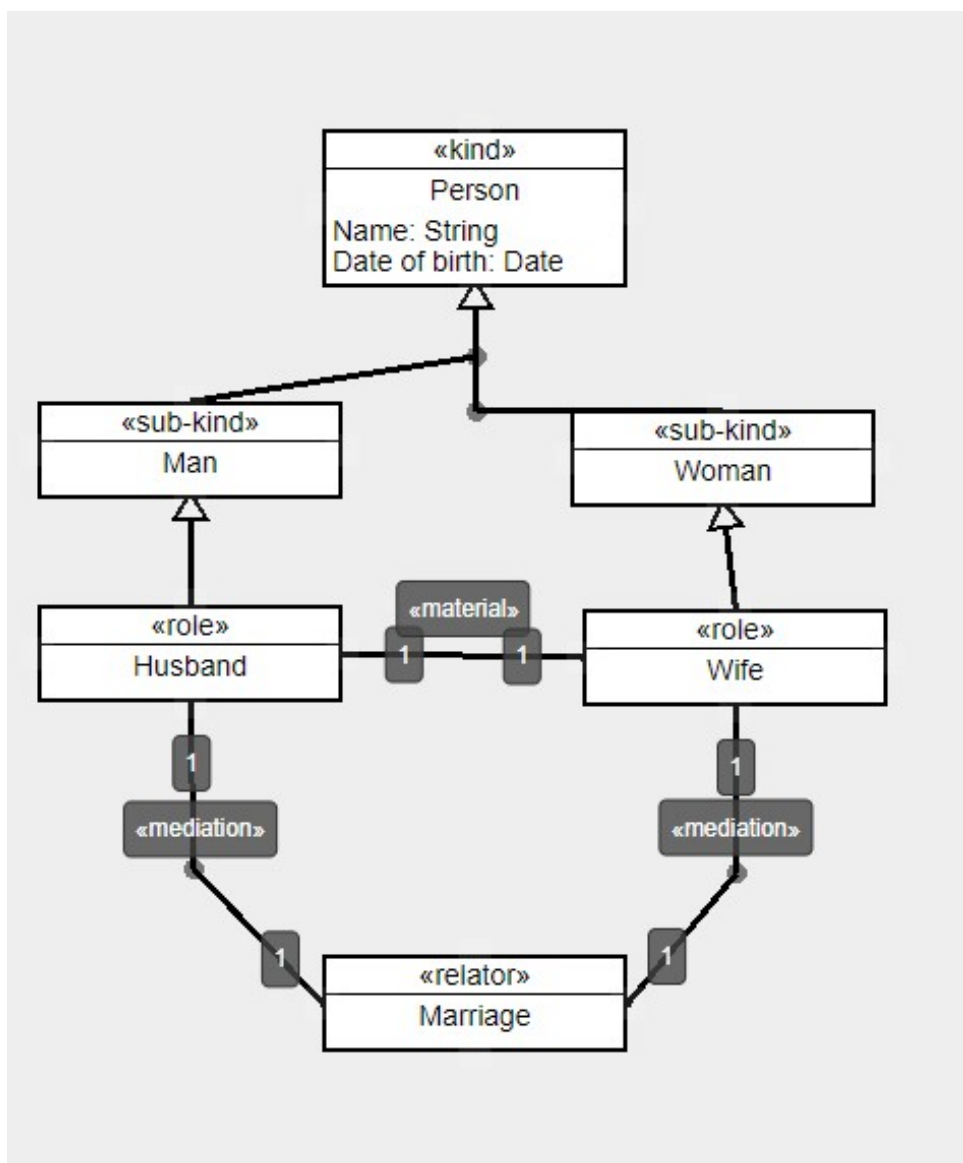 «kind»
Person
Name: String
Date of birth: Date
«sub-kind»
Man
«sub-kind»
Woman
«material»
«role»
Husband
1
1
«role»
Wife
1
1
«mediation»
«mediation»
1
1
«relator»
Marriage